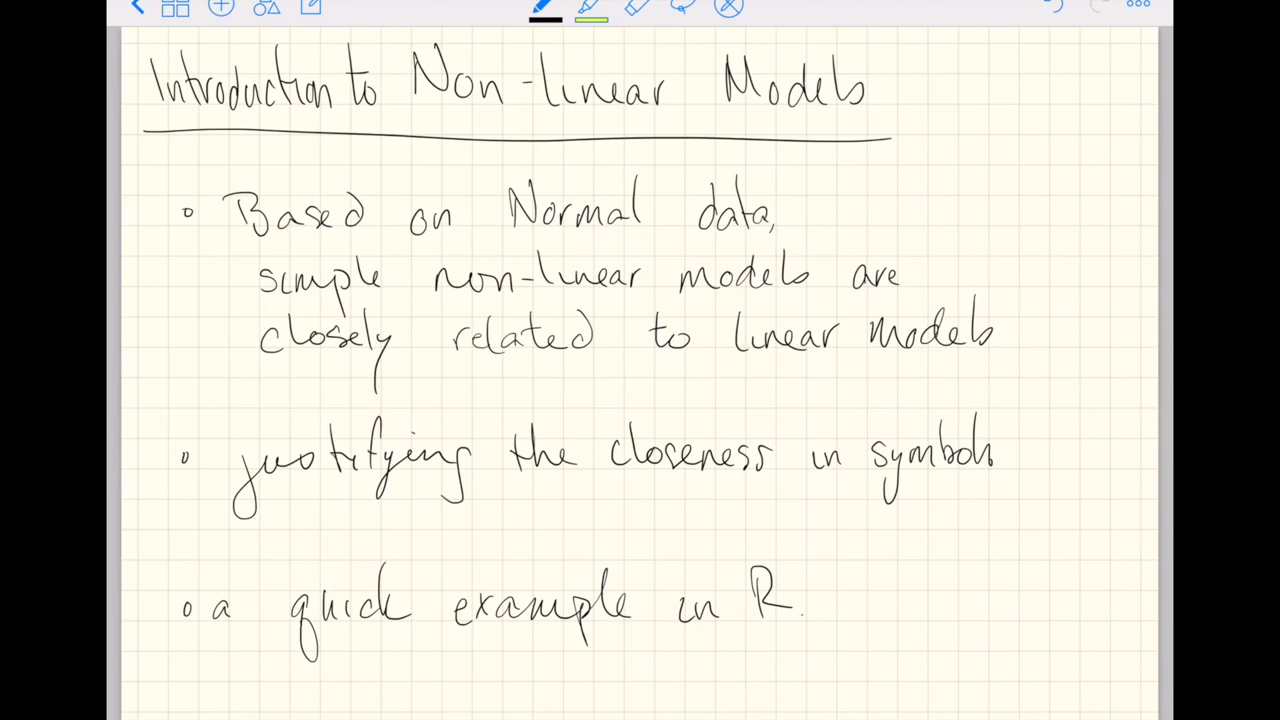 Introduction to Non-linear Models
• Based on Normal data,
simple non-linear models are
closely related to linear models
• justifying the closeness in symbols
• a quick example in R.